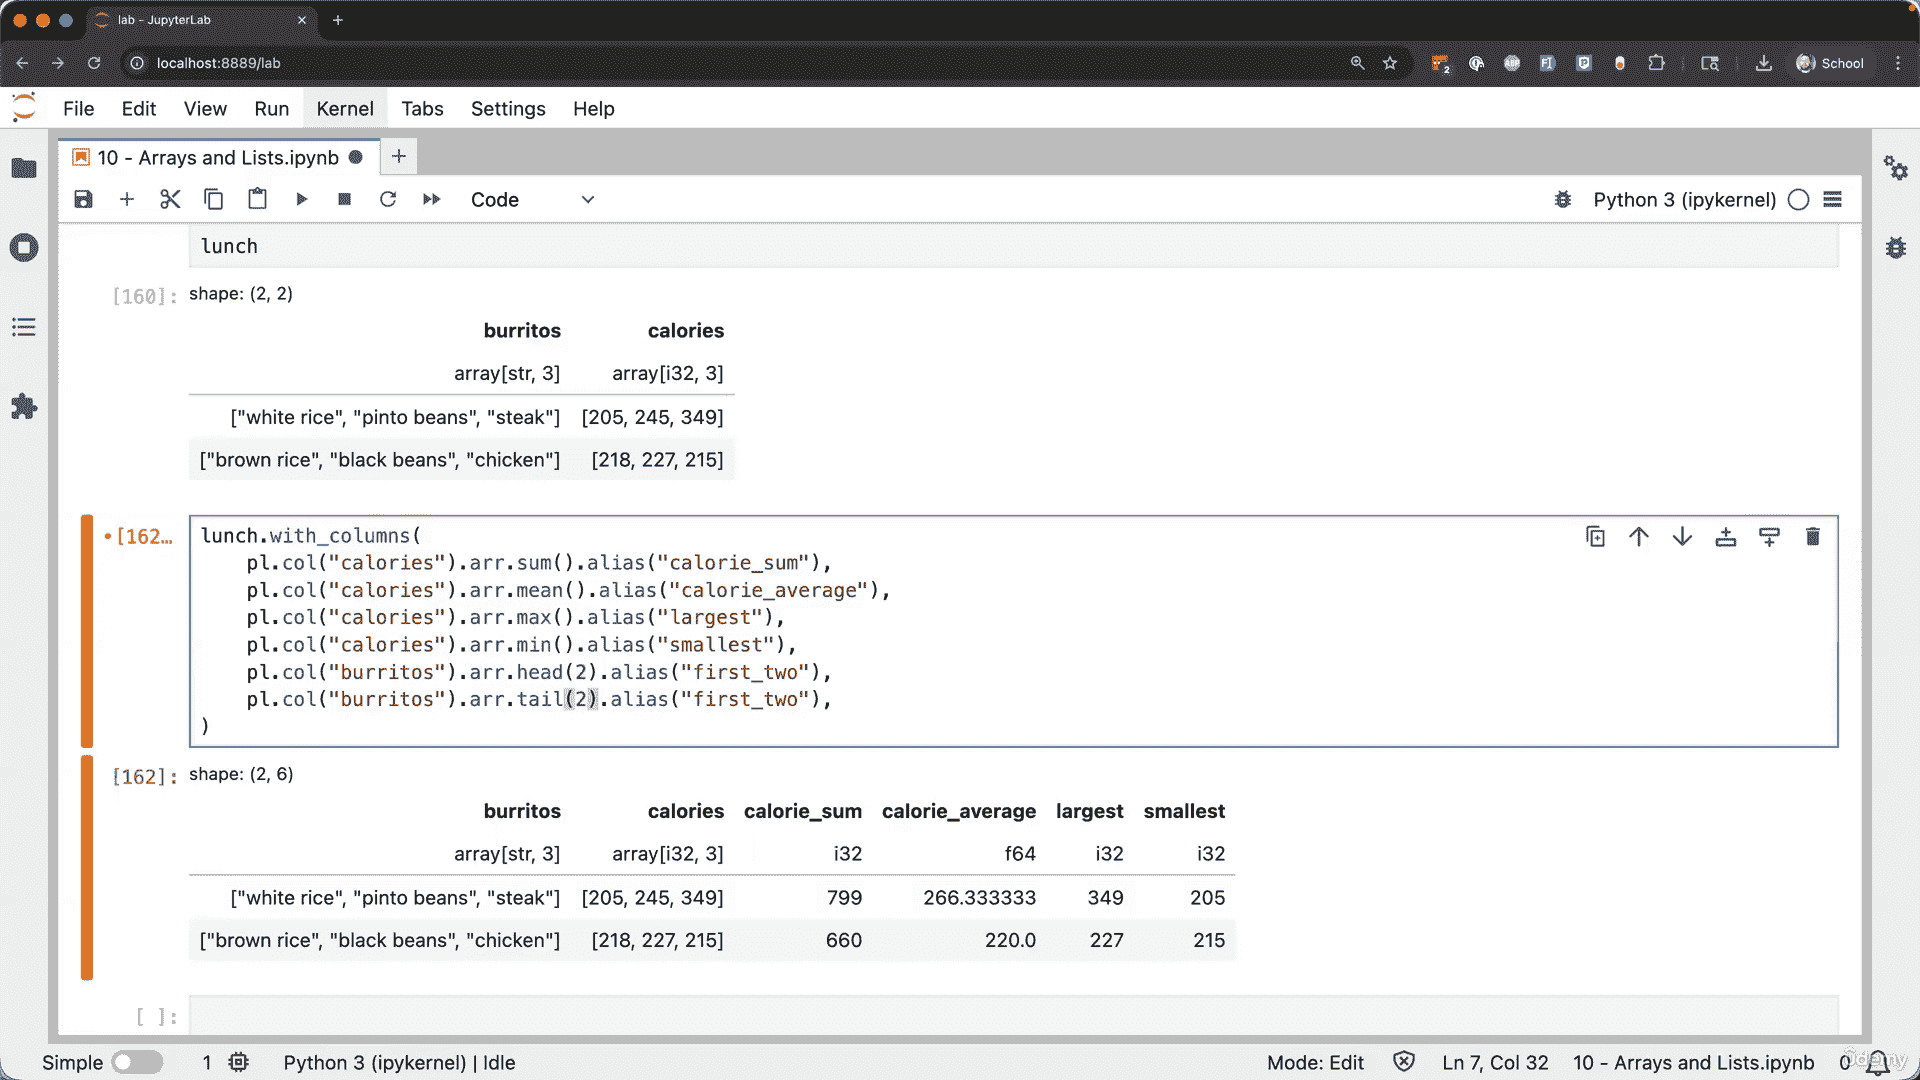 lab - JupyterLab
localhost:8889/lab
2
ABP
School
File Edit View Run Kernel Tabs Settings Help
10 - Arrays and Lists.ipynb
Code
Python 3 (ipykernel)
lunch
[160]: shape: (2, 2)
burritos calories
array[str, 3] array[i32, 3]
["white rice", "pinto beans", "steak"] [205, 245, 349]
["brown rice", "black beans", "chicken"] [218, 227, 215]
[162… lunch.with_columns(
pl.col("calories").arr.sum().alias("calorie_sum"),
pl.col("calories").arr.mean().alias("calorie_average"),
pl.col("calories").arr.max().alias("largest"),
pl.col("calories").arr.min().alias("smallest"),
pl.col("burritos").arr.head(2).alias("first_two"),
pl.col("burritos").arr.tail(2).alias("first_two"),
)
[162]: shape: (2, 6)
burritos calories calorie_sum calorie_average largest smallest
array[str, 3] array[i32, 3] i32 f64 i32 i32
["white rice", "pinto beans", "steak"] [205, 245, 349] 799 266.333333 349 205
["brown rice", "black beans", "chicken"] [218, 227, 215] 660 220.0 227 215
[ ]:
Simple 1 Python 3 (ipykernel) | Idle Mode: Edit Ln 7, Col 32 10 - Arrays and Lists.ipynb 0
Udemy